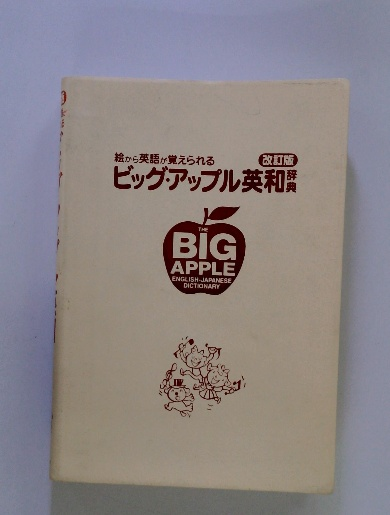 絵から英語が覚えられる 改訂版
ビッグ・アップル英和辞典
THE
BIG
APPLE
ENGLISH-JAPANESE
DICTIONARY